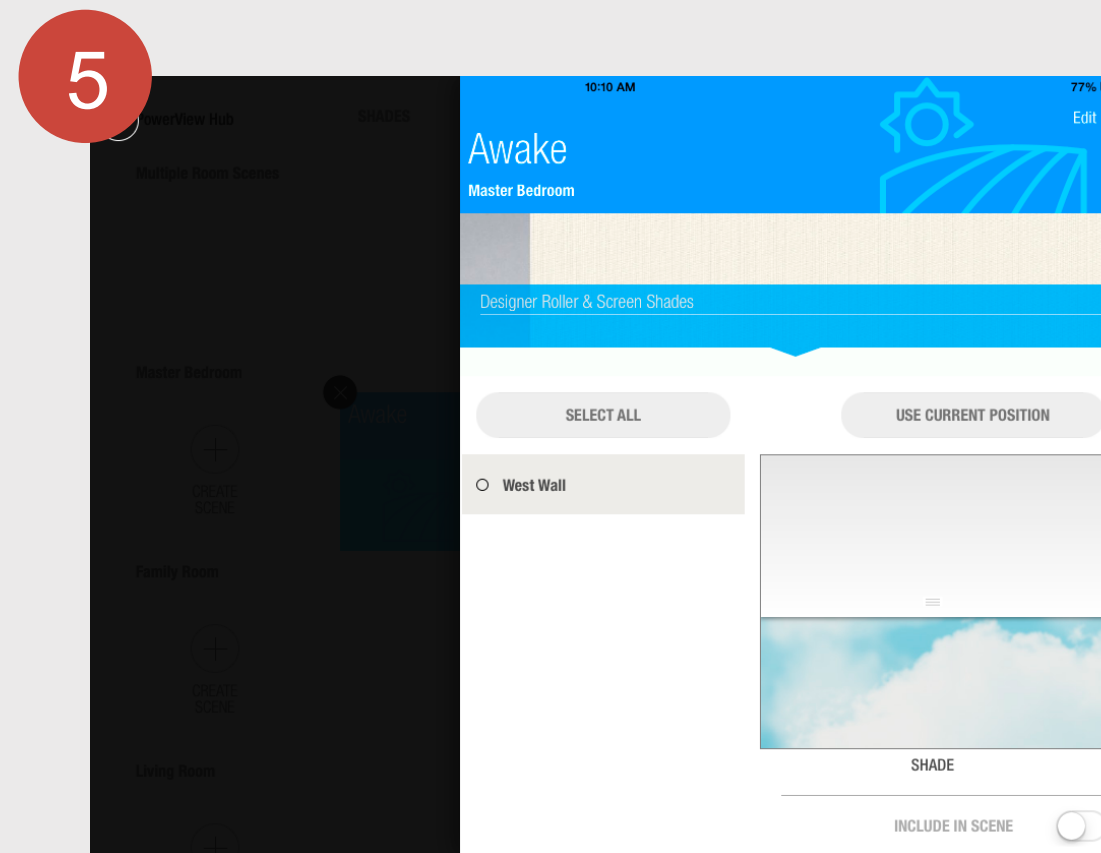 5
10:10 AM
77%
PowerView Hub
SHADES
Edit
Awake
Master Bedroom
Multiple Room Scenes
Designer Roller & Screen Shades
Master Bedroom
Awake
SELECT ALL
USE CURRENT POSITION
West Wall
CREATE
SCENE
Family Room
CREATE
SCENE
SHADE
Living Room
INCLUDE IN SCENE